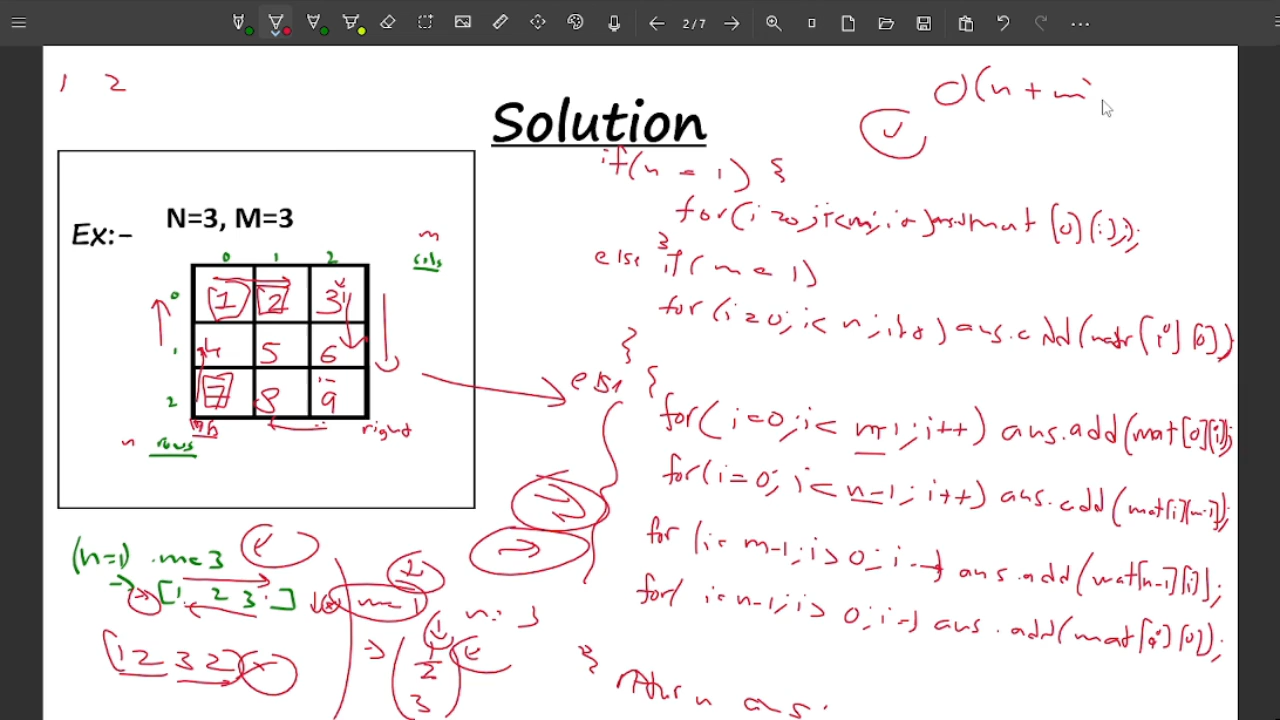 2/7
1 2
O(n + m
Solution
if(n = 1) {
for(i=0;i<m;i++)ans.add(mat[0][i]);
}
else if(m = 1)
for(i=0;i<n;i++) ans.add(mat[i][0])
}
else {
for(i=0;i<m-1;i++) ans.add(mat[0][i];
for(i=0;i<n-1;i++) ans.add(mat[i][m-1];
for(i=m-1;i>0;i--) ans.add(mat[n-1][i];
for(i=n-1;i>0;i--) ans.add(mat[i][0]);
}
return ans;
N=3, M=3
Ex:-
m
cols
0 1 2
0 1 2 3
1 4 5 6
2 7 8 9
right
n rows
(n=1) m=3
[1 2 3]
[1 2 3 2]
m=1
n=3
1
2
3